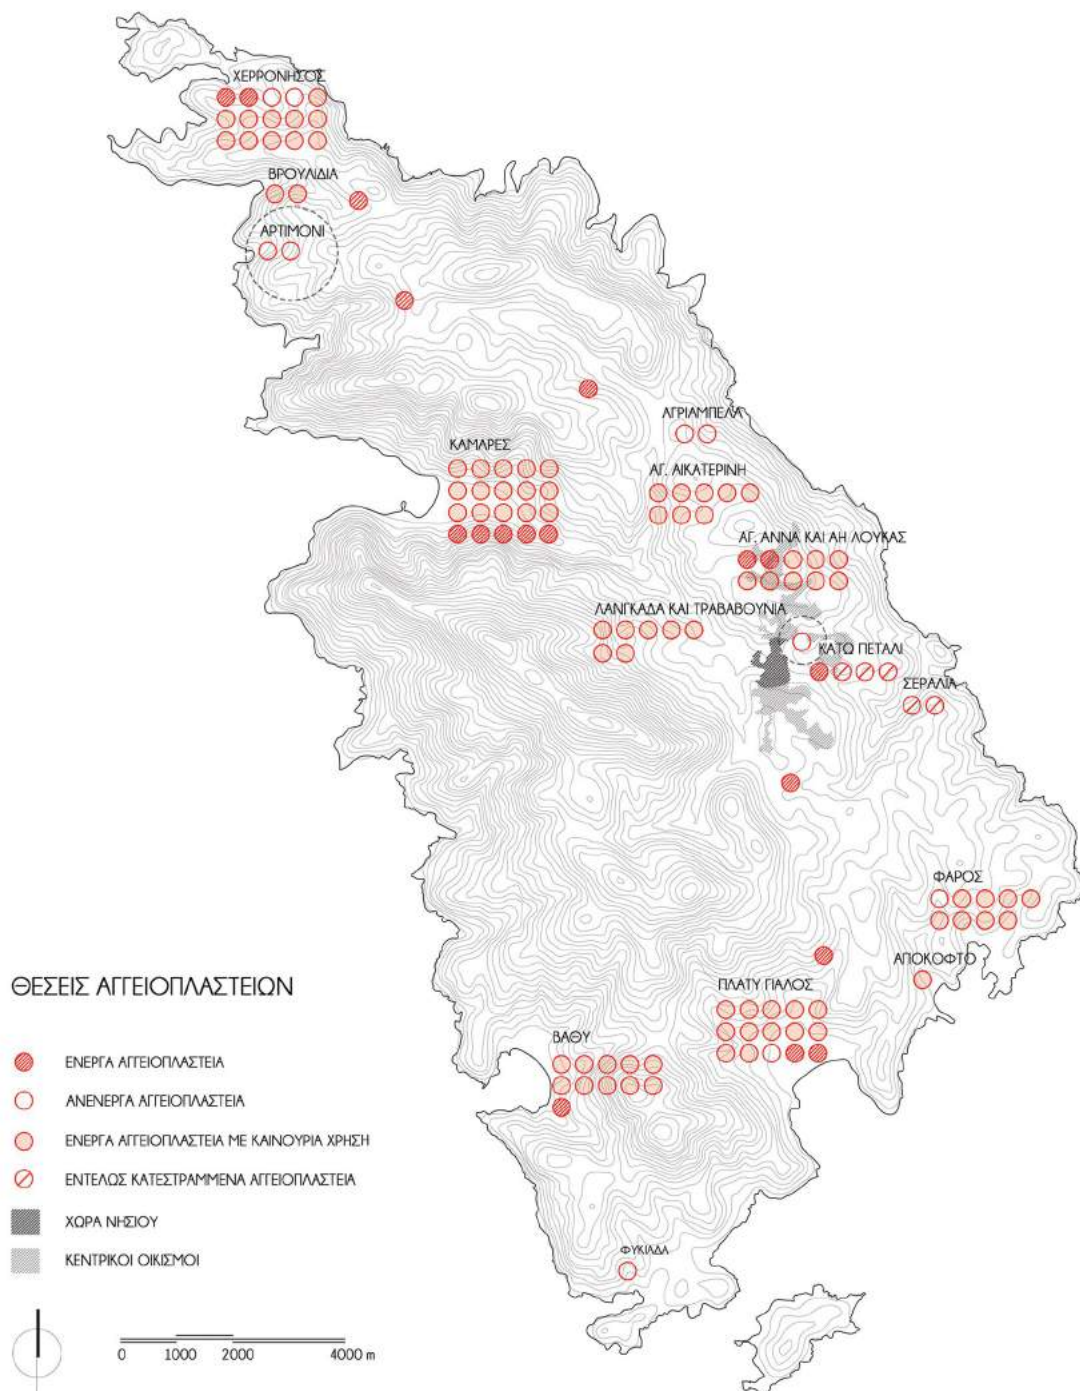 ΧΕΡΡΟΝΗΣΟΣ
ΒΡΟΥΛΙΔΙΑ
ΑΡΤΙΜΟΝΙ
ΑΓΡΙΑΜΠΕΛΑ
ΚΑΜΑΡΕΣ
ΑΓ. ΑΙΚΑΤΕΡΙΝΗ
ΑΓ. ΑΝΝΑ ΚΑΙ ΑΗ ΛΟΥΚΑΣ
ΛΑΝΓΚΑΔΑ ΚΑΙ ΤΡΑΒΑΒΟΥΝΙΑ
ΚΑΤΩ ΠΕΤΑΛΙ
ΣΕΡΑΛΙΑ
ΦΑΡΟΣ
ΑΠΟΚΟΦΤΟ
ΠΛΑΤΥ ΓΙΑΛΟΣ
ΒΑΘΥ
ΦΥΚΙΑΔΑ
ΘΕΣΕΙΣ ΑΓΓΕΙΟΠΛΑΣΤΕΙΩΝ
ΕΝΕΡΓΑ ΑΓΓΕΙΟΠΛΑΣΤΕΙΑ
ΑΝΕΝΕΡΓΑ ΑΓΓΕΙΟΠΛΑΣΤΕΙΑ
ΕΝΕΡΓΑ ΑΓΓΕΙΟΠΛΑΣΤΕΙΑ ΜΕ ΚΑΙΝΟΥΡΙΑ ΧΡΗΣΗ
ΕΝΤΕΛΩΣ ΚΑΤΕΣΤΡΑΜΜΕΝΑ ΑΓΓΕΙΟΠΛΑΣΤΕΙΑ
ΧΩΡΑ ΝΗΣΙΟΥ
ΚΕΝΤΡΙΚΟΙ ΟΙΚΙΣΜΟΙ
0 1000 2000 4000 m